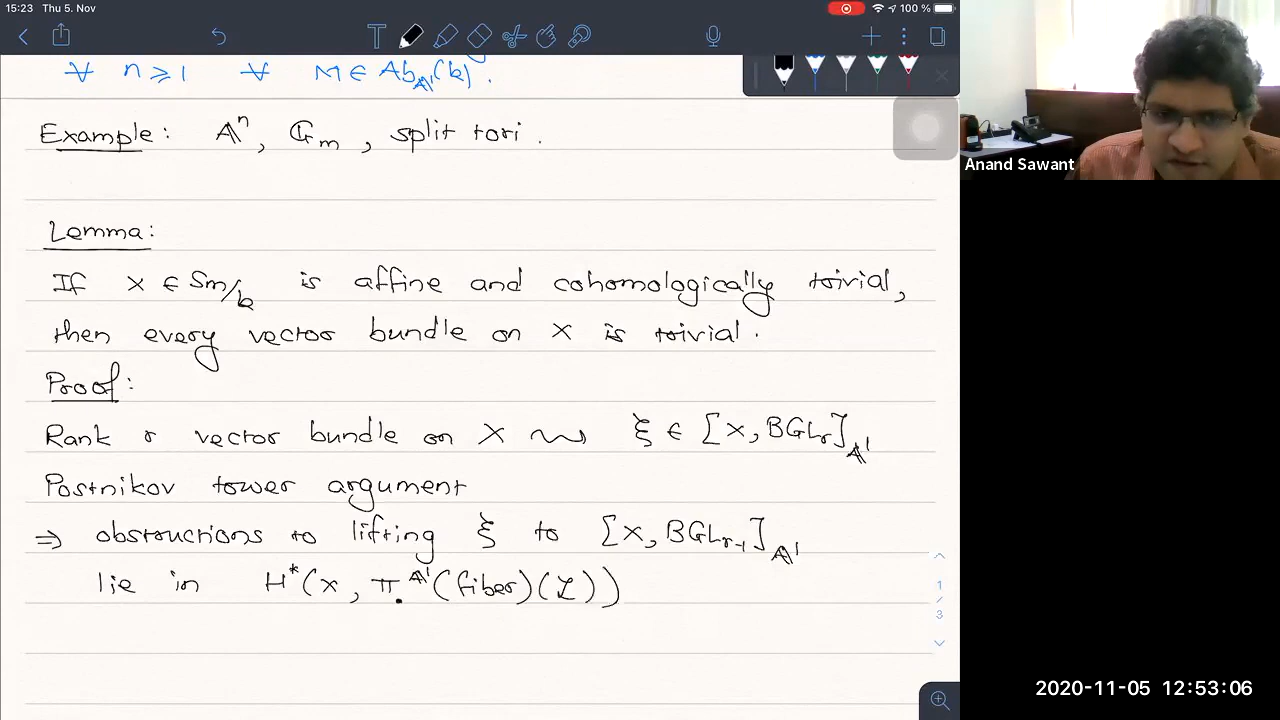 15:23 Thu 5. Nov
100 %
∀ n ⩾ 1 ∀ M ∈ Ab_{𝔸¹}(k).
Example: 𝔸ⁿ, 𝔾_m, split tori.
Anand Sawant
Lemma:
If X ∈ Sm/k is affine and cohomologically trivial,
then every vector bundle on X is trivial.
Proof:
Rank r vector bundle on X ⇝ ξ ∈ [X, BGL_r]_{𝔸¹}
Postnikov tower argument
⇒ obstructions to lifting ξ to [X, BGL_{r-1}]_{𝔸¹}
lie in H*(X, π.^{𝔸¹}(fiber)(ℒ))
1
/
3
2020-11-05 12:53:06